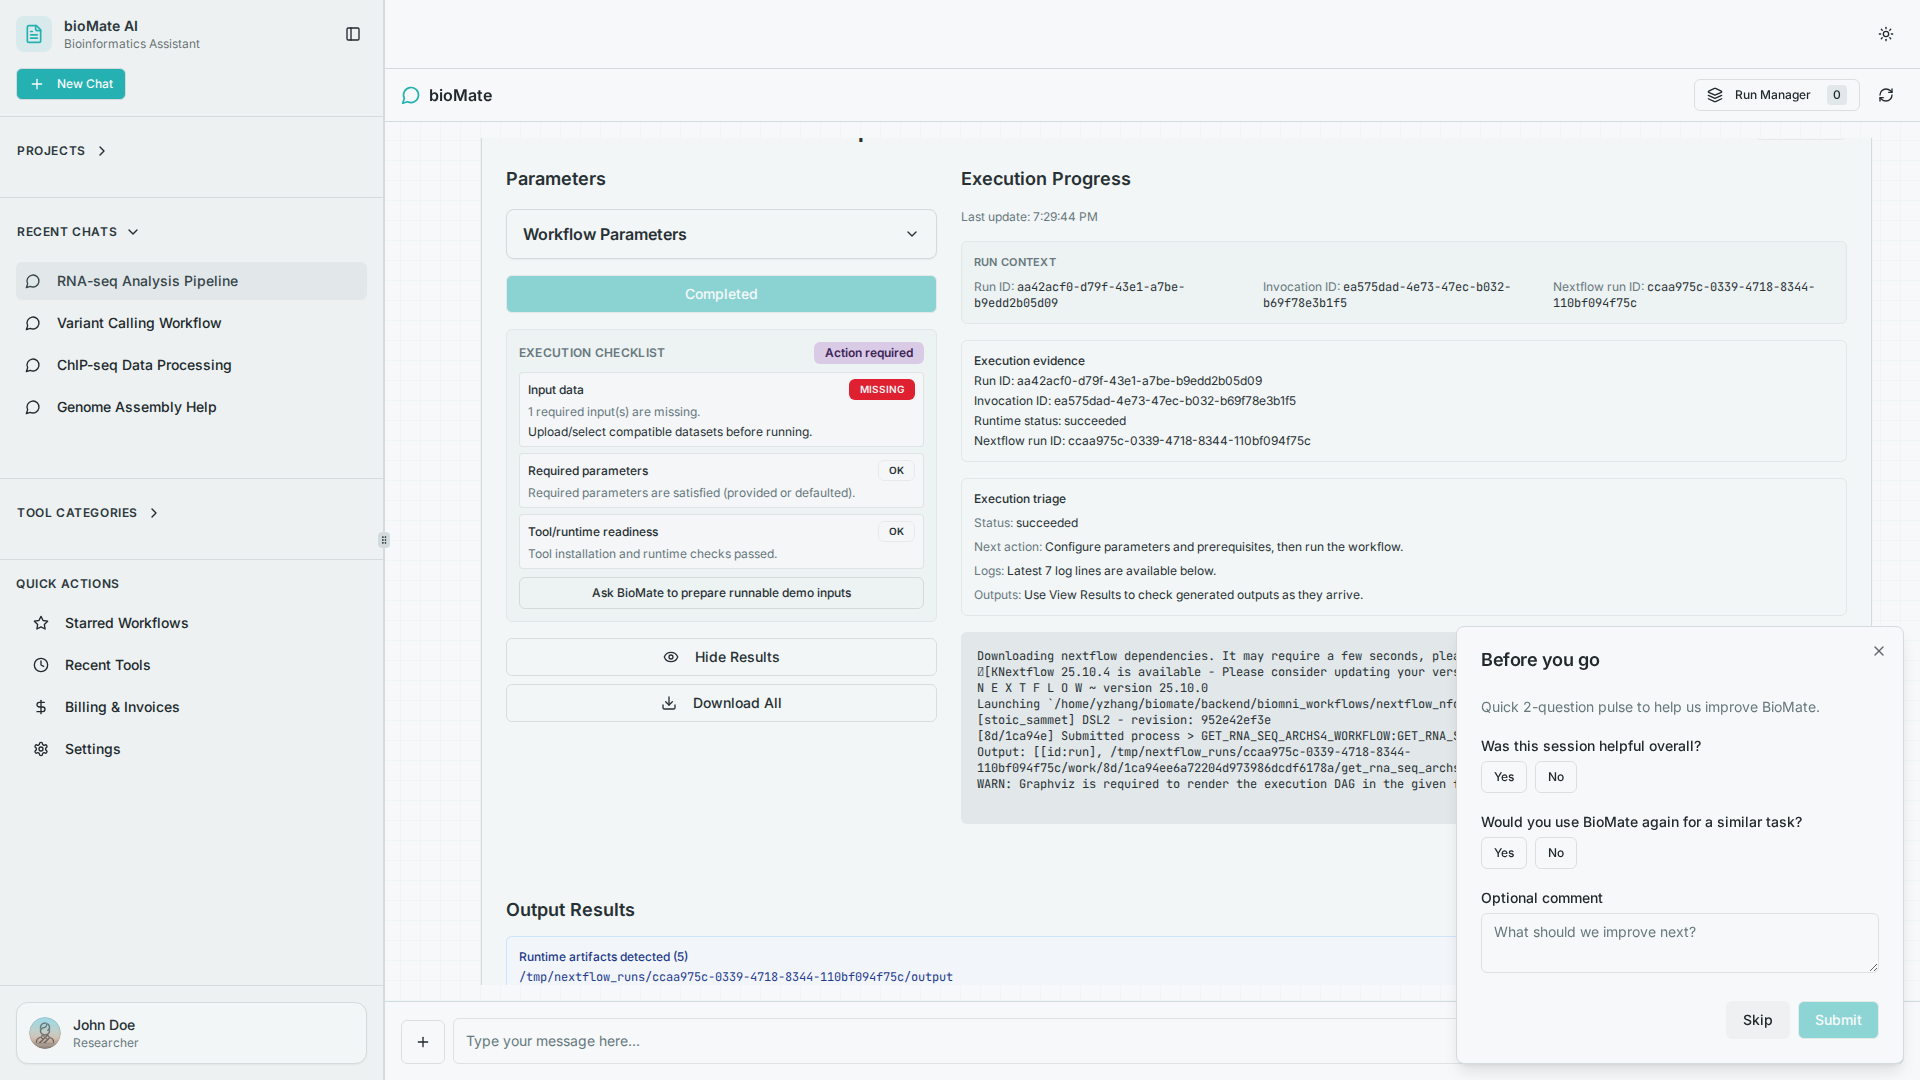 bioMate AI
Bioinformatics Assistant
New Chat
PROJECTS
RECENT CHATS
RNA-seq Analysis Pipeline
Variant Calling Workflow
ChIP-seq Data Processing
Genome Assembly Help
TOOL CATEGORIES
QUICK ACTIONS
Starred Workflows
Recent Tools
Billing & Invoices
Settings
John Doe
Researcher
bioMate
Run Manager 0
Parameters
Workflow Parameters
Completed
EXECUTION CHECKLIST Action required
Input data MISSING
1 required input(s) are missing.
Upload/select compatible datasets before running.
Required parameters OK
Required parameters are satisfied (provided or defaulted).
Tool/runtime readiness OK
Tool installation and runtime checks passed.
Ask BioMate to prepare runnable demo inputs
Hide Results
Download All
Execution Progress
Last update: 7:29:44 PM
RUN CONTEXT
Run ID: aa42acf0-d79f-43e1-a7be-
b9edd2b05d09
Invocation ID: ea575dad-4e73-47ec-b032-
b69f78e3b1f5
Nextflow run ID: ccaa975c-0339-4718-8344-
110bf094f75c
Execution evidence
Run ID: aa42acf0-d79f-43e1-a7be-b9edd2b05d09
Invocation ID: ea575dad-4e73-47ec-b032-b69f78e3b1f5
Runtime status: succeeded
Nextflow run ID: ccaa975c-0339-4718-8344-110bf094f75c
Execution triage
Status: succeeded
Next action: Configure parameters and prerequisites, then run the workflow.
Logs: Latest 7 log lines are available below.
Outputs: Use View Results to check generated outputs as they arrive.
Downloading nextflow dependencies. It may require a few seconds, plea
[KNextflow 25.10.4 is available - Please consider updating your vers
N E X T F L O W ~ version 25.10.0
Launching `/home/yzhang/biomate/backend/biomni_workflows/nextflow_nfc
[stoic_sammet] DSL2 - revision: 952e42ef3e
[8d/1ca94e] Submitted process > GET_RNA_SEQ_ARCHS4_WORKFLOW:GET_RNA_S
Output: [[id:run], /tmp/nextflow_runs/ccaa975c-0339-4718-8344-
110bf094f75c/work/8d/1ca94ee6a72204d973986dcdf6178a/get_rna_seq_archs
WARN: Graphviz is required to render the execution DAG in the given
Output Results
Runtime artifacts detected (5)
/tmp/nextflow_runs/ccaa975c-0339-4718-8344-110bf094f75c/output
Type your message here...
Before you go
Quick 2-question pulse to help us improve BioMate.
Was this session helpful overall?
Yes No
Would you use BioMate again for a similar task?
Yes No
Optional comment
What should we improve next?
Skip Submit